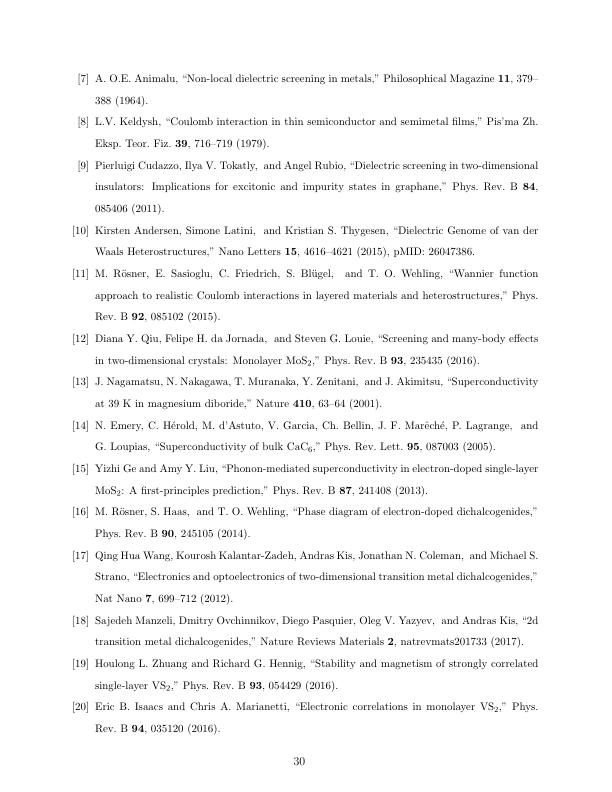 [7] A. O.E. Animalu, “Non-local dielectric screening in metals,” Philosophical Magazine 11, 379–
388 (1964).
[8] L.V. Keldysh, “Coulomb interaction in thin semiconductor and semimetal films,” Pis’ma Zh.
Eksp. Teor. Fiz. 39, 716–719 (1979).
[9] Pierluigi Cudazzo, Ilya V. Tokatly, and Angel Rubio, “Dielectric screening in two-dimensional
insulators: Implications for excitonic and impurity states in graphane,” Phys. Rev. B 84,
085406 (2011).
[10] Kirsten Andersen, Simone Latini, and Kristian S. Thygesen, “Dielectric Genome of van der
Waals Heterostructures,” Nano Letters 15, 4616–4621 (2015), pMID: 26047386.
[11] M. Rösner, E. Sasioglu, C. Friedrich, S. Blügel, and T. O. Wehling, “Wannier function
approach to realistic Coulomb interactions in layered materials and heterostructures,” Phys.
Rev. B 92, 085102 (2015).
[12] Diana Y. Qiu, Felipe H. da Jornada, and Steven G. Louie, “Screening and many-body effects
in two-dimensional crystals: Monolayer MoS₂,” Phys. Rev. B 93, 235435 (2016).
[13] J. Nagamatsu, N. Nakagawa, T. Muranaka, Y. Zenitani, and J. Akimitsu, “Superconductivity
at 39 K in magnesium diboride,” Nature 410, 63–64 (2001).
[14] N. Emery, C. Hérold, M. d’Astuto, V. Garcia, Ch. Bellin, J. F. Marêché, P. Lagrange, and
G. Loupias, “Superconductivity of bulk CaC₆,” Phys. Rev. Lett. 95, 087003 (2005).
[15] Yizhi Ge and Amy Y. Liu, “Phonon-mediated superconductivity in electron-doped single-layer
MoS₂: A first-principles prediction,” Phys. Rev. B 87, 241408 (2013).
[16] M. Rösner, S. Haas, and T. O. Wehling, “Phase diagram of electron-doped dichalcogenides,”
Phys. Rev. B 90, 245105 (2014).
[17] Qing Hua Wang, Kourosh Kalantar-Zadeh, Andras Kis, Jonathan N. Coleman, and Michael S.
Strano, “Electronics and optoelectronics of two-dimensional transition metal dichalcogenides,”
Nat Nano 7, 699–712 (2012).
[18] Sajedeh Manzeli, Dmitry Ovchinnikov, Diego Pasquier, Oleg V. Yazyev, and Andras Kis, “2d
transition metal dichalcogenides,” Nature Reviews Materials 2, natrevmats201733 (2017).
[19] Houlong L. Zhuang and Richard G. Hennig, “Stability and magnetism of strongly correlated
single-layer VS₂,” Phys. Rev. B 93, 054429 (2016).
[20] Eric B. Isaacs and Chris A. Marianetti, “Electronic correlations in monolayer VS₂,” Phys.
Rev. B 94, 035120 (2016).
30